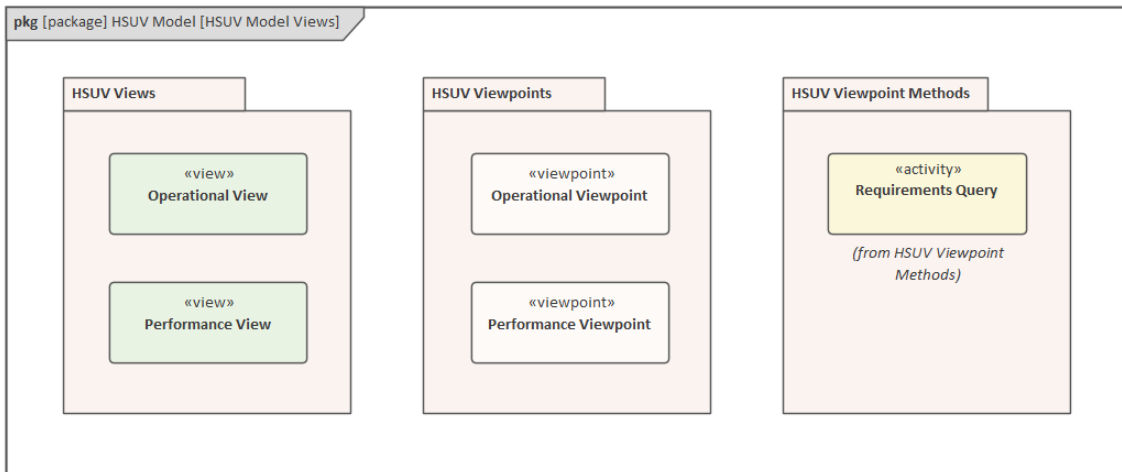 pkg [package] HSUV Model [HSUV Model Views]
HSUV Views
«view»
Operational View
«view»
Performance View
HSUV Viewpoints
«viewpoint»
Operational Viewpoint
«viewpoint»
Performance Viewpoint
HSUV Viewpoint Methods
«activity»
Requirements Query
(from HSUV Viewpoint
Methods)